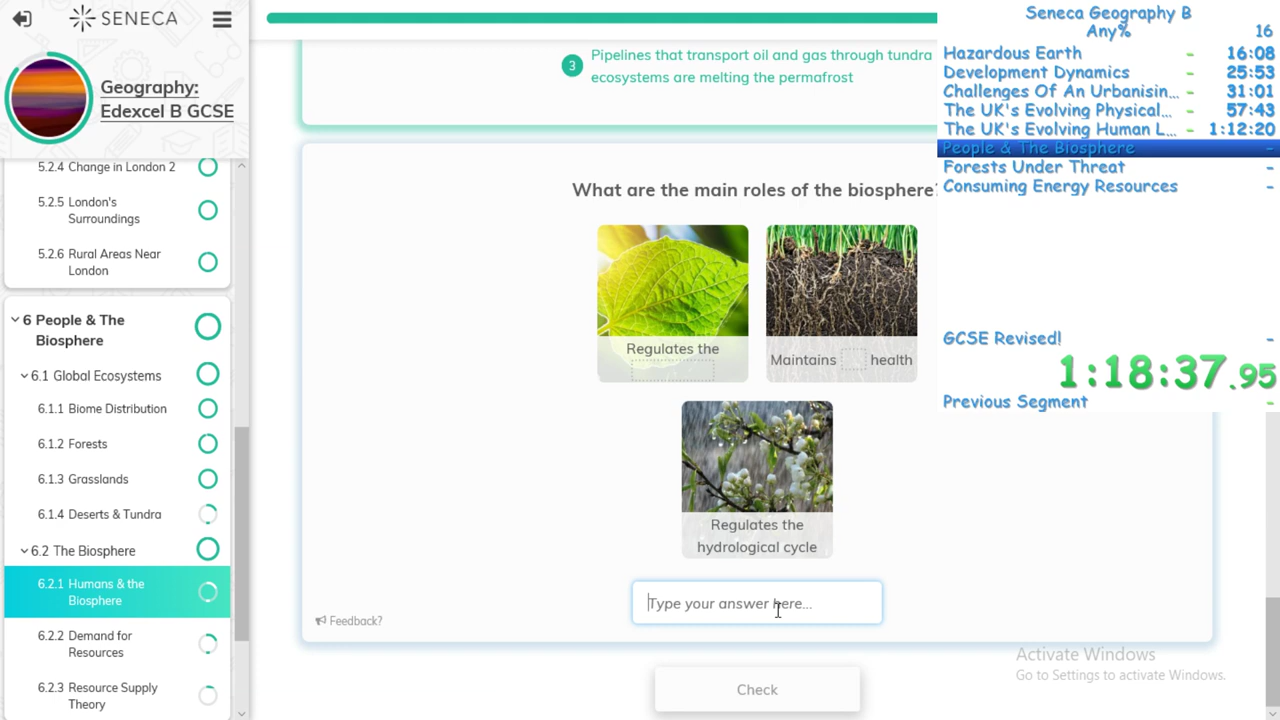 SENECA
Geography:
Edexcel B GCSE
5.2.4 Change in London 2
5.2.5 London's
Surroundings
5.2.6 Rural Areas Near
London
6 People & The
Biosphere
6.1 Global Ecosystems
6.1.1 Biome Distribution
6.1.2 Forests
6.1.3 Grasslands
6.1.4 Deserts & Tundra
6.2 The Biosphere
6.2.1 Humans & the
Biosphere
6.2.2 Demand for
Resources
6.2.3 Resource Supply
Theory
3 Pipelines that transport oil and gas through tundra
ecosystems are melting the permafrost
What are the main roles of the biosphere?
Regulates the
Maintains health
Regulates the
hydrological cycle
Type your answer here...
Feedback?
Check
Seneca Geography B
Any% 16
Hazardous Earth - 16:08
Development Dynamics - 25:53
Challenges Of An Urbanisin... - 31:01
The UK's Evolving Physical... - 57:43
The UK's Evolving Human L... - 1:12:20
People & The Biosphere -
Forests Under Threat -
Consuming Energy Resources -
GCSE Revised! -
1:18:37.95
Previous Segment -
Activate Windows
Go to Settings to activate Windows.